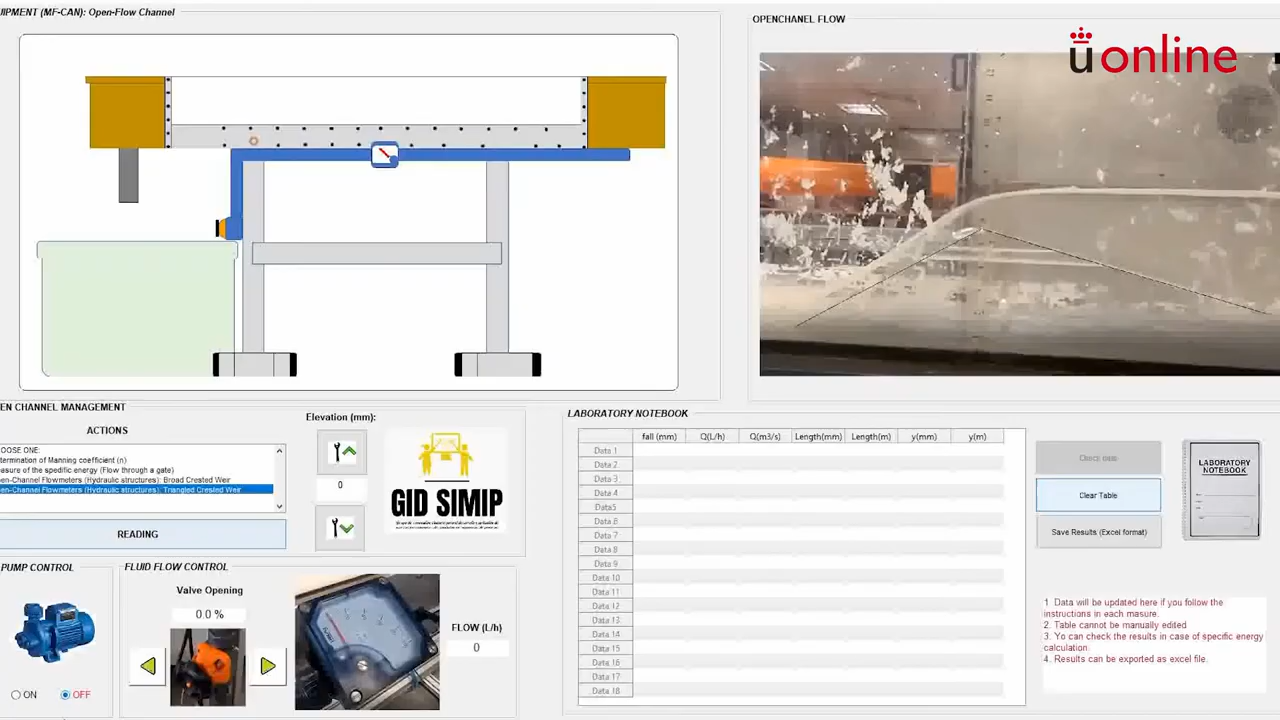 UIPMENT (MF-CAN): Open-Flow Channel
OPENCHANEL FLOW
uonline
EN CHANNEL MANAGEMENT
ACTIONS
OOSE ONE:
termination of Manning coefficient (n)
easure of the spedific energy (Flow through a gate)
en-Channel Flowmeters (Hydraulic structures): Broad Crested Weir
en-Channel Flowmeters (Hydraulic structures): Triangled Crested Weir
READING
Elevation (mm):
0
GID SIMIP
PUMP CONTROL
ON
OFF
FLUID FLOW CONTROL
Valve Opening
0.0 %
FLOW (L/h)
0
LABORATORY NOTEBOOK
fall (mm) Q(L/h) Q(m3/s) Length(mm) Length(m) y(mm) y(m)
Data 1
Data 2
Data 3
Data 4
Data5
Data 6
Data 7
Data 8
Data 9
Data 10
Data 11
Data 12
Data 13
Data 14
Data 15
Data 16
Data 17
Data 18
Clear Table
Save Results (Excel format)
LABORATORY
NOTEBOOK
1. Data will be updated here if you follow the
instructions in each masure.
2. Table cannot be manually edited
3. Yo can check the results in case of specific energy
calculation.
4. Results can be exported as excel file.